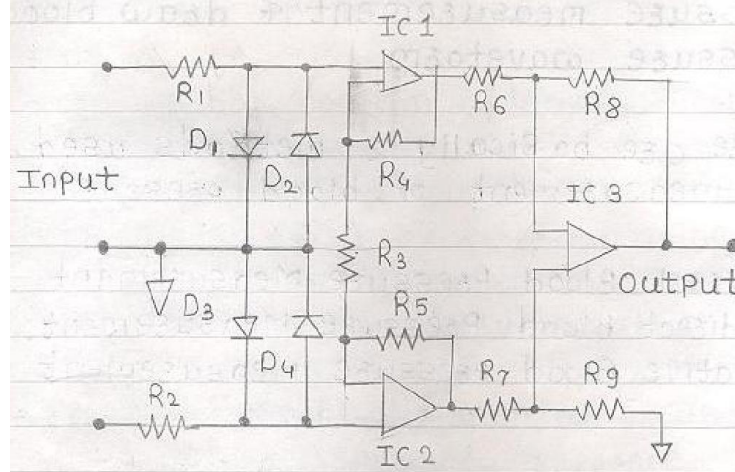 IC 1
R1
R6
R8
D1
D2
R4
Input
IC 3
R3
Output
D3
R5
D4
R7
R9
R2
IC 2